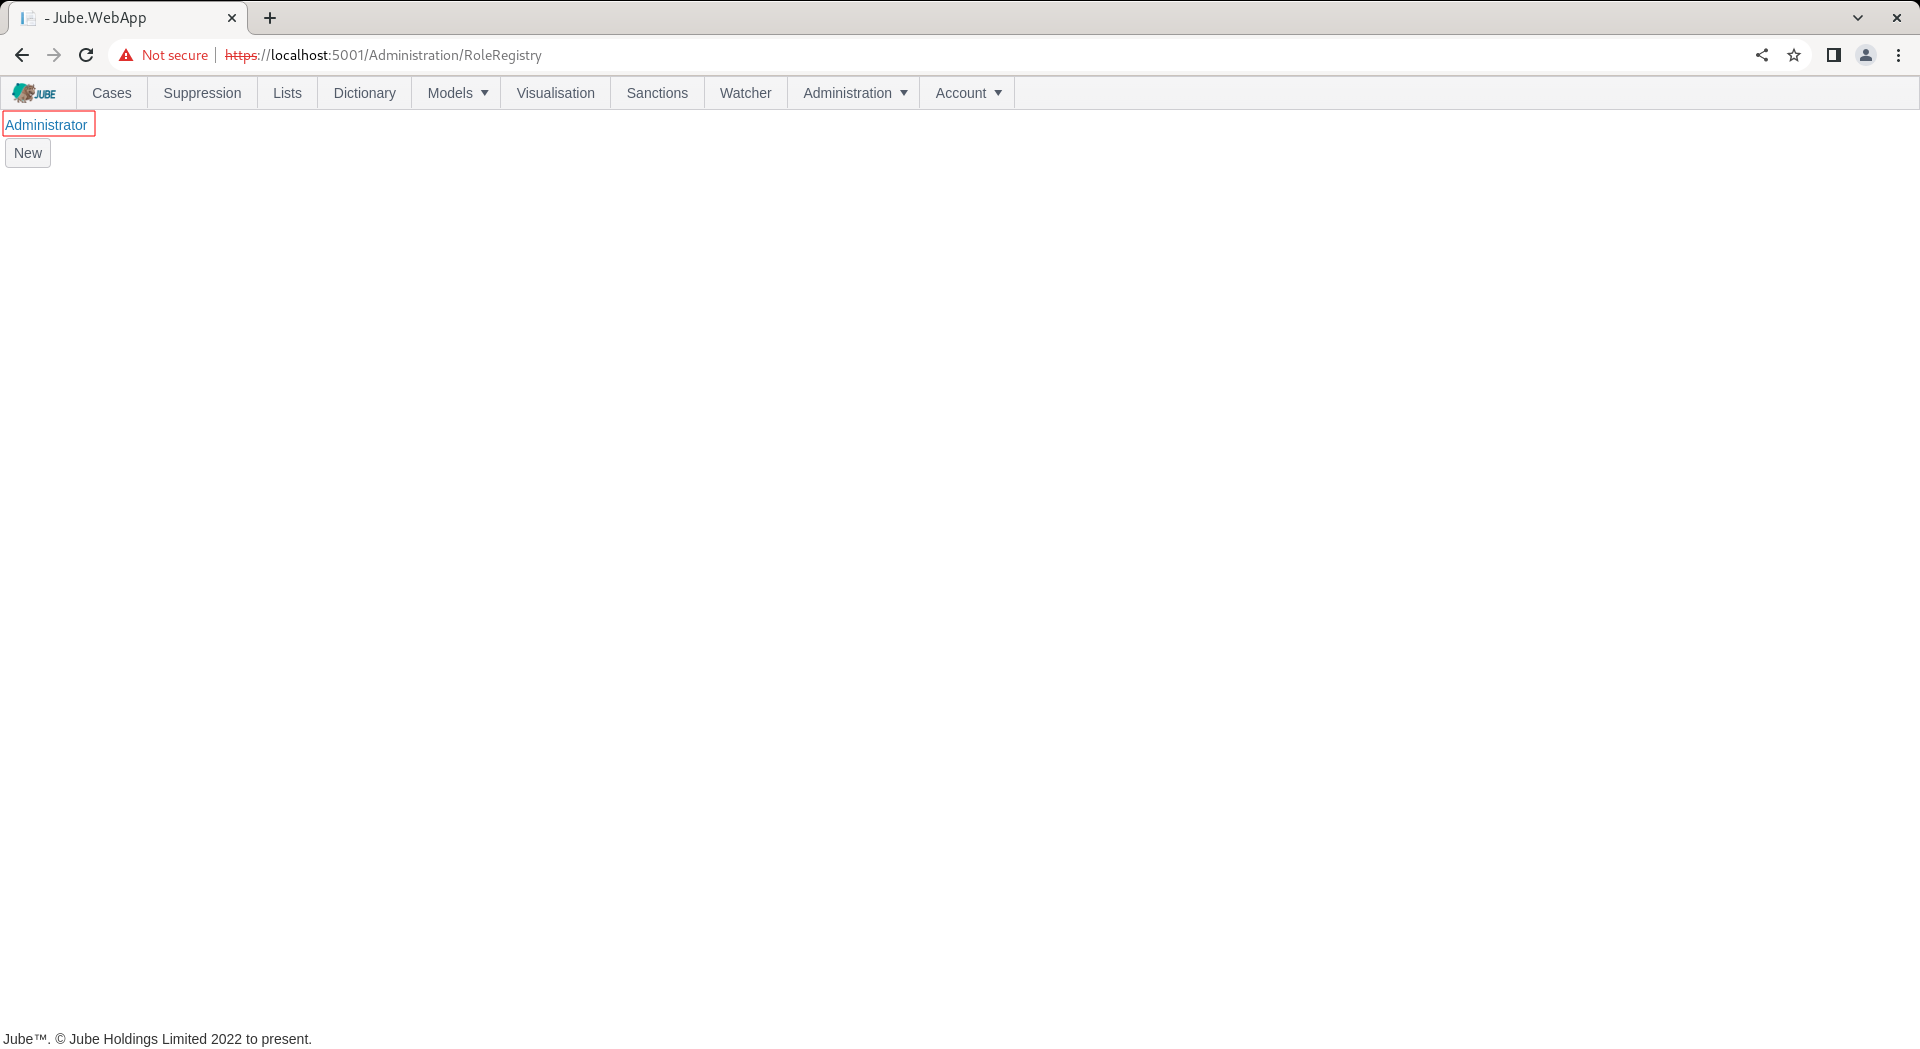 - Jube.WebApp
Not secure https://localhost:5001/Administration/RoleRegistry
JUBE Cases Suppression Lists Dictionary Models Visualisation Sanctions Watcher Administration Account
Administrator
New
Jube™. © Jube Holdings Limited 2022 to present.